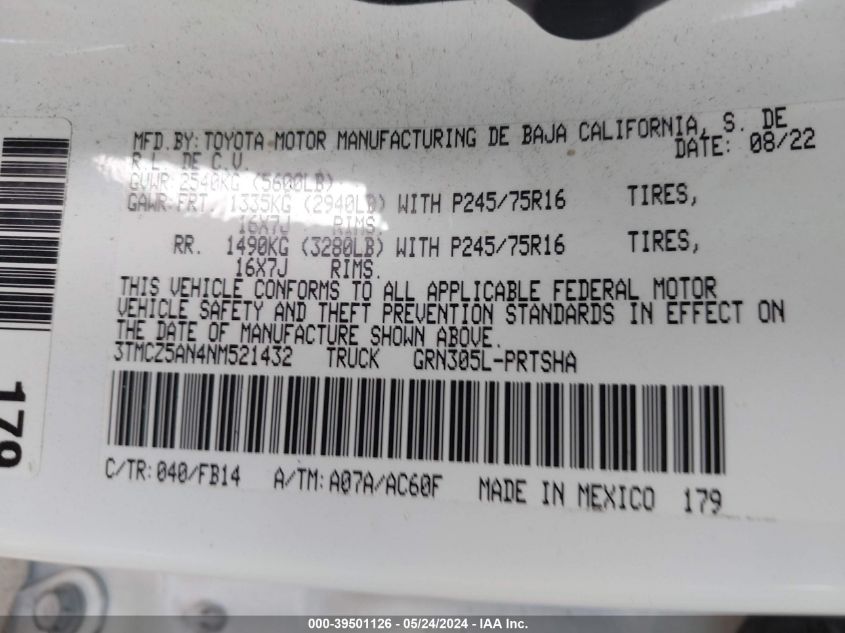 MFD.BY:TOYOTA MOTOR MANUFACTURING DE BAJA CALIFORNIA, S. DE
R.L. DE C.V. DATE: 08/22
GVWR:2540KG (5600LB)
GAWR:FRT. 1335KG (2940LB) WITH P245/75R16 TIRES,
16X7J RIMS.
RR. 1490KG (3280LB) WITH P245/75R16 TIRES,
16X7J RIMS.
THIS VEHICLE CONFORMS TO ALL APPLICABLE FEDERAL MOTOR
VEHICLE SAFETY AND THEFT PREVENTION STANDARDS IN EFFECT ON
THE DATE OF MANUFACTURE SHOWN ABOVE.
3TMCZ5AN4NM521432 TRUCK GRN305L-PRTSHA
C/TR:040/FB14 A/TM:A07A/AC60F MADE IN MEXICO 179
179
000-39501126 - 05/24/2024 - IAA Inc.